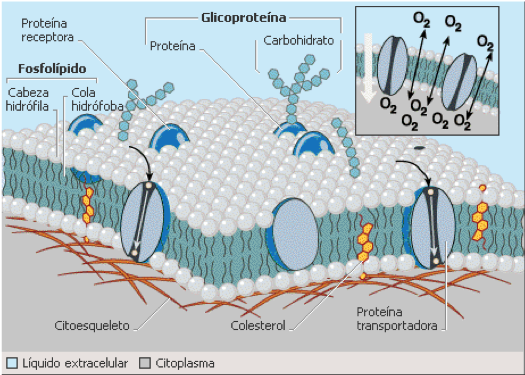 Glicoproteína
Proteína
receptora
Proteína
Carbohidrato
Fosfolípido
Cabeza
hidrófila
Cola
hidrófoba
O₂
O₂
O₂
O₂
O₂
O₂
O₂
O₂
Citoesqueleto
Colesterol
Proteína
transportadora
Líquido extracelular
Citoplasma